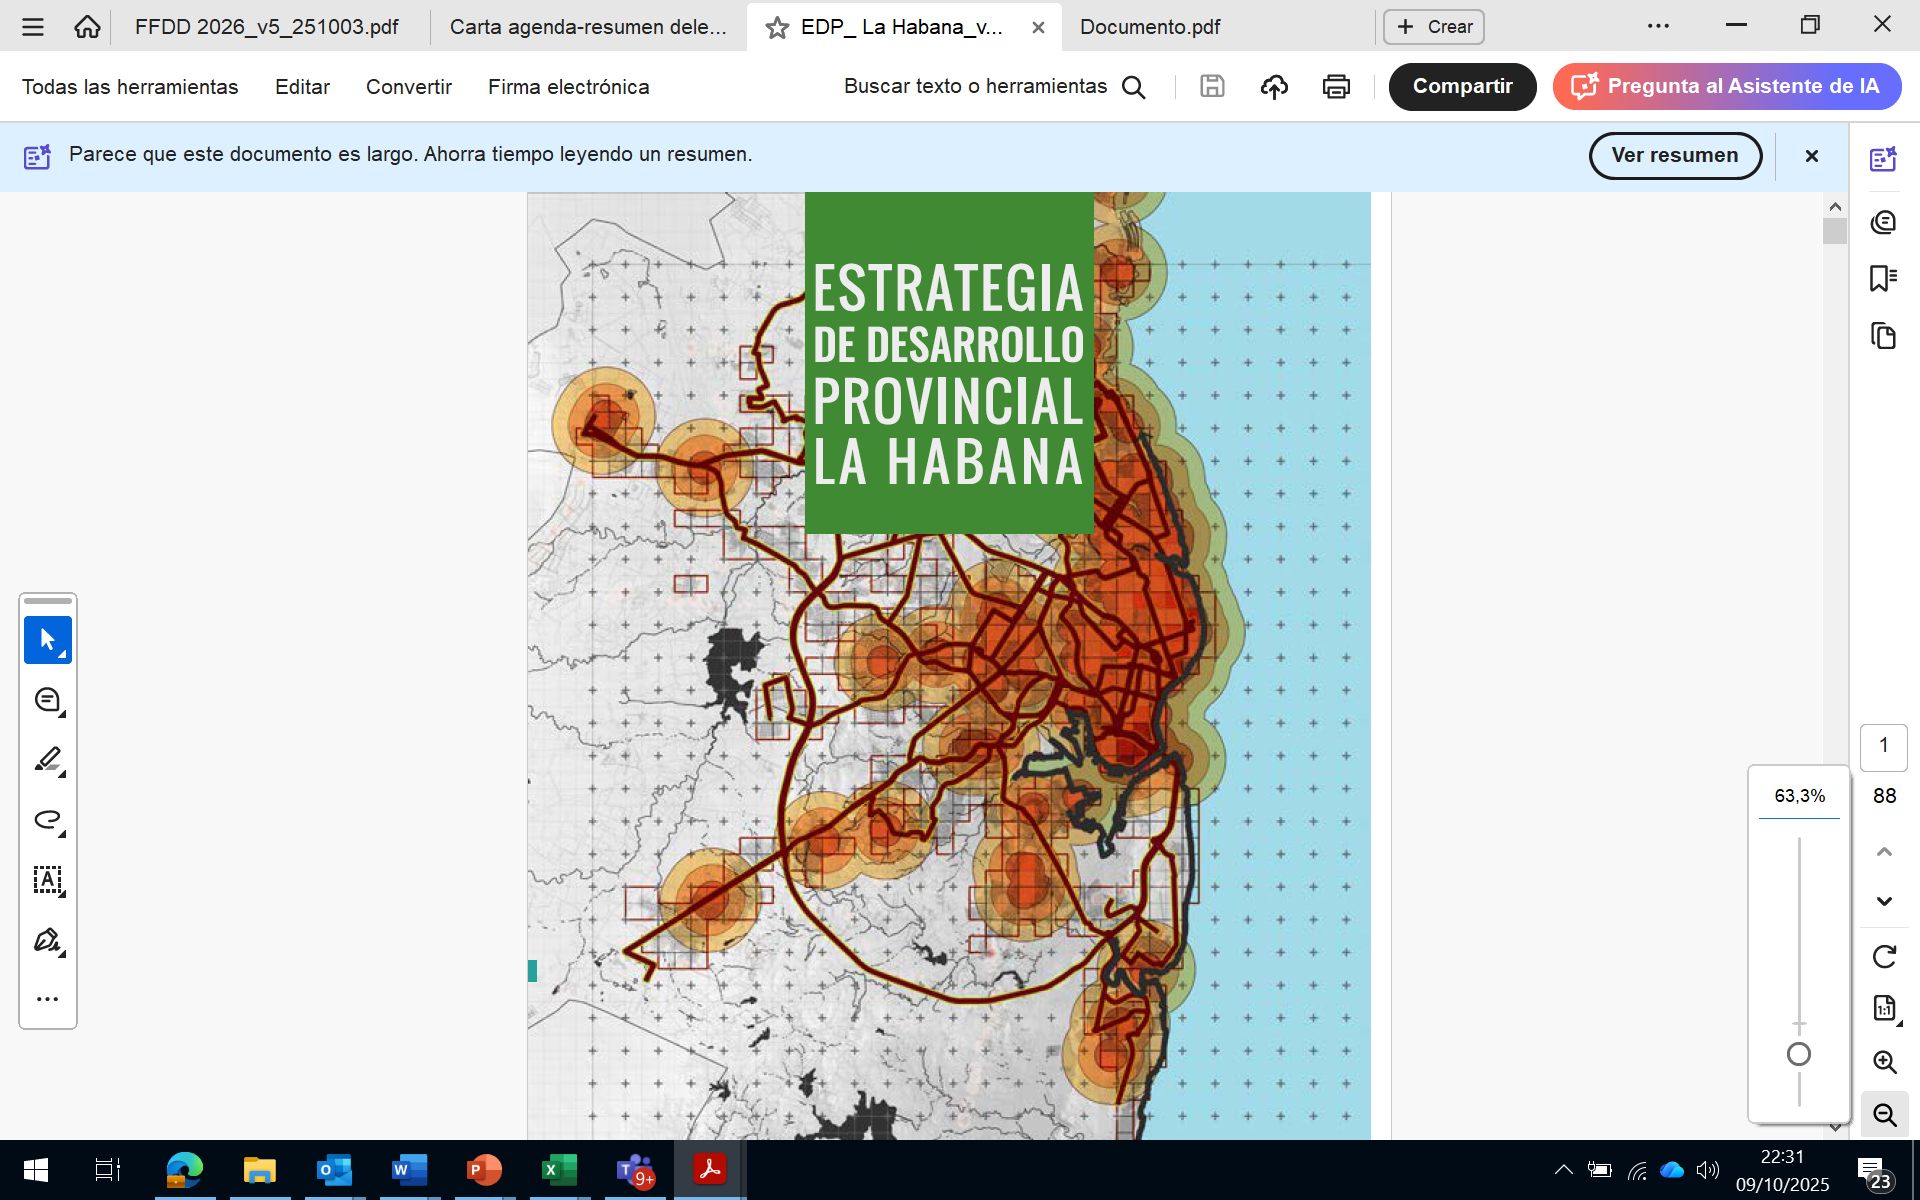 FFDD 2026_v5_251003.pdf
Carta agenda-resumen dele...
EDP_ La Habana_v...
Documento.pdf
Crear
Todas las herramientas
Editar
Convertir
Firma electrónica
Buscar texto o herramientas
Compartir
Pregunta al Asistente de IA
Parece que este documento es largo. Ahorra tiempo leyendo un resumen.
Ver resumen
ESTRATEGIA
DE DESARROLLO
PROVINCIAL
LA HABANA
1
88
63,3%
1:1
22:31
09/10/2025
9+
23